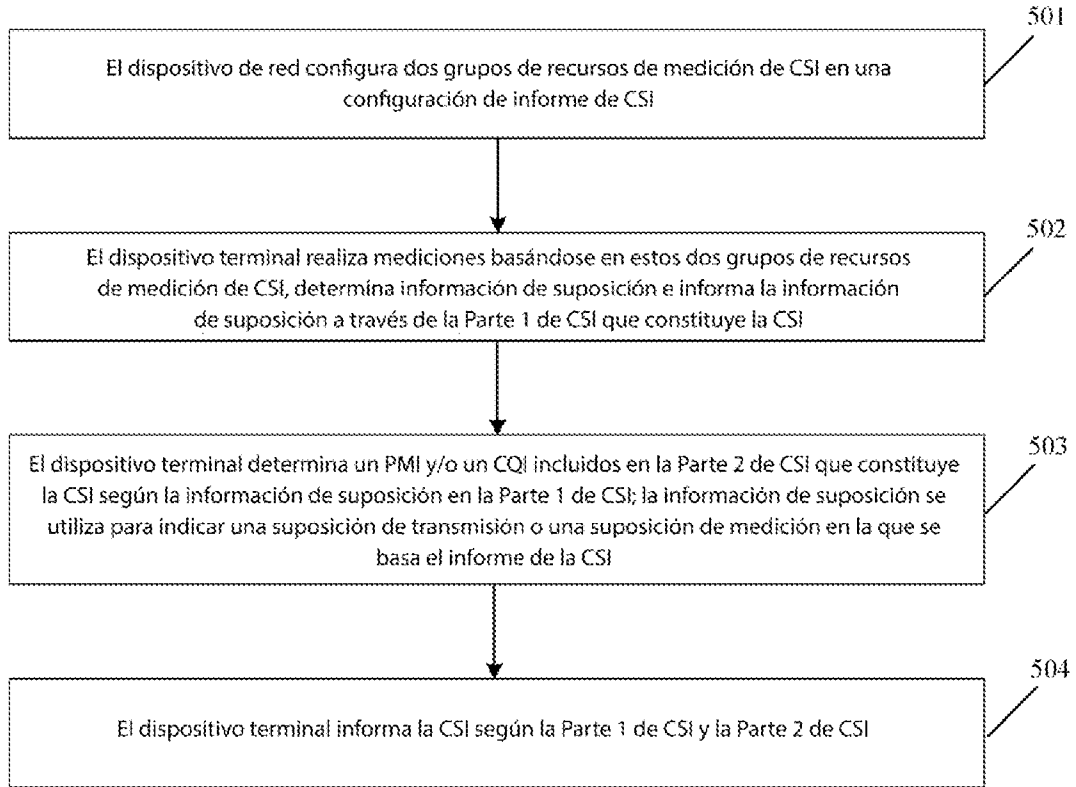 501
El dispositivo de red configura dos grupos de recursos de medición de CSI en una
configuración de informe de CSI
502
El dispositivo terminal realiza mediciones basándose en estos dos grupos de recursos
de medición de CSI, determina información de suposición e informa la información
de suposición a través de la Parte 1 de CSI que constituye la CSI
503
El dispositivo terminal determina un PMI y/o un CQI incluidos en la Parte 2 de CSI que constituye
la CSI según la información de suposición en la Parte 1 de CSI; la información de suposición se
utiliza para indicar una suposición de transmisión o una suposición de medición en la que se
basa el informe de la CSI
504
El dispositivo terminal informa la CSI según la Parte 1 de CSI y la Parte 2 de CSI